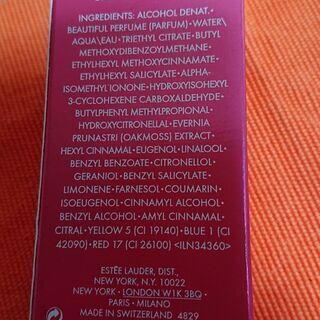 INGREDIENTS: ALCOHOL DENAT.•
BEAUTIFUL PERFUME (PARFUM)•WATER\
AQUA\EAU•TRIETHYL CITRATE•BUTYL
METHOXYDIBENZOYLMETHANE•
ETHYLHEXYL METHOXYCINNAMATE•
ETHYLHEXYL SALICYLATE•ALPHA-
ISOMETHYL IONONE•HYDROXYISOHEXYL
3-CYCLOHEXENE CARBOXALDEHYDE•
BUTYLPHENYL METHYLPROPIONAL•
HYDROXYCITRONELLAL•EVERNIA
PRUNASTRI (OAKMOSS) EXTRACT•
HEXYL CINNAMAL•EUGENOL•LINALOOL•
BENZYL BENZOATE•CITRONELLOL•
GERANIOL•BENZYL SALICYLATE•
LIMONENE•FARNESOL•COUMARIN•
ISOEUGENOL•CINNAMYL ALCOHOL•
BENZYL ALCOHOL•AMYL CINNAMAL•
CITRAL•YELLOW 5 (CI 19140)•BLUE 1 (CI
42090)•RED 17 (CI 26100) <ILN34360>
ESTĒE LAUDER, DIST.,
NEW YORK, N.Y. 10022
NEW YORK • LONDON W1K 3BQ •
PARIS • MILANO
MADE IN SWITZERLAND 4829